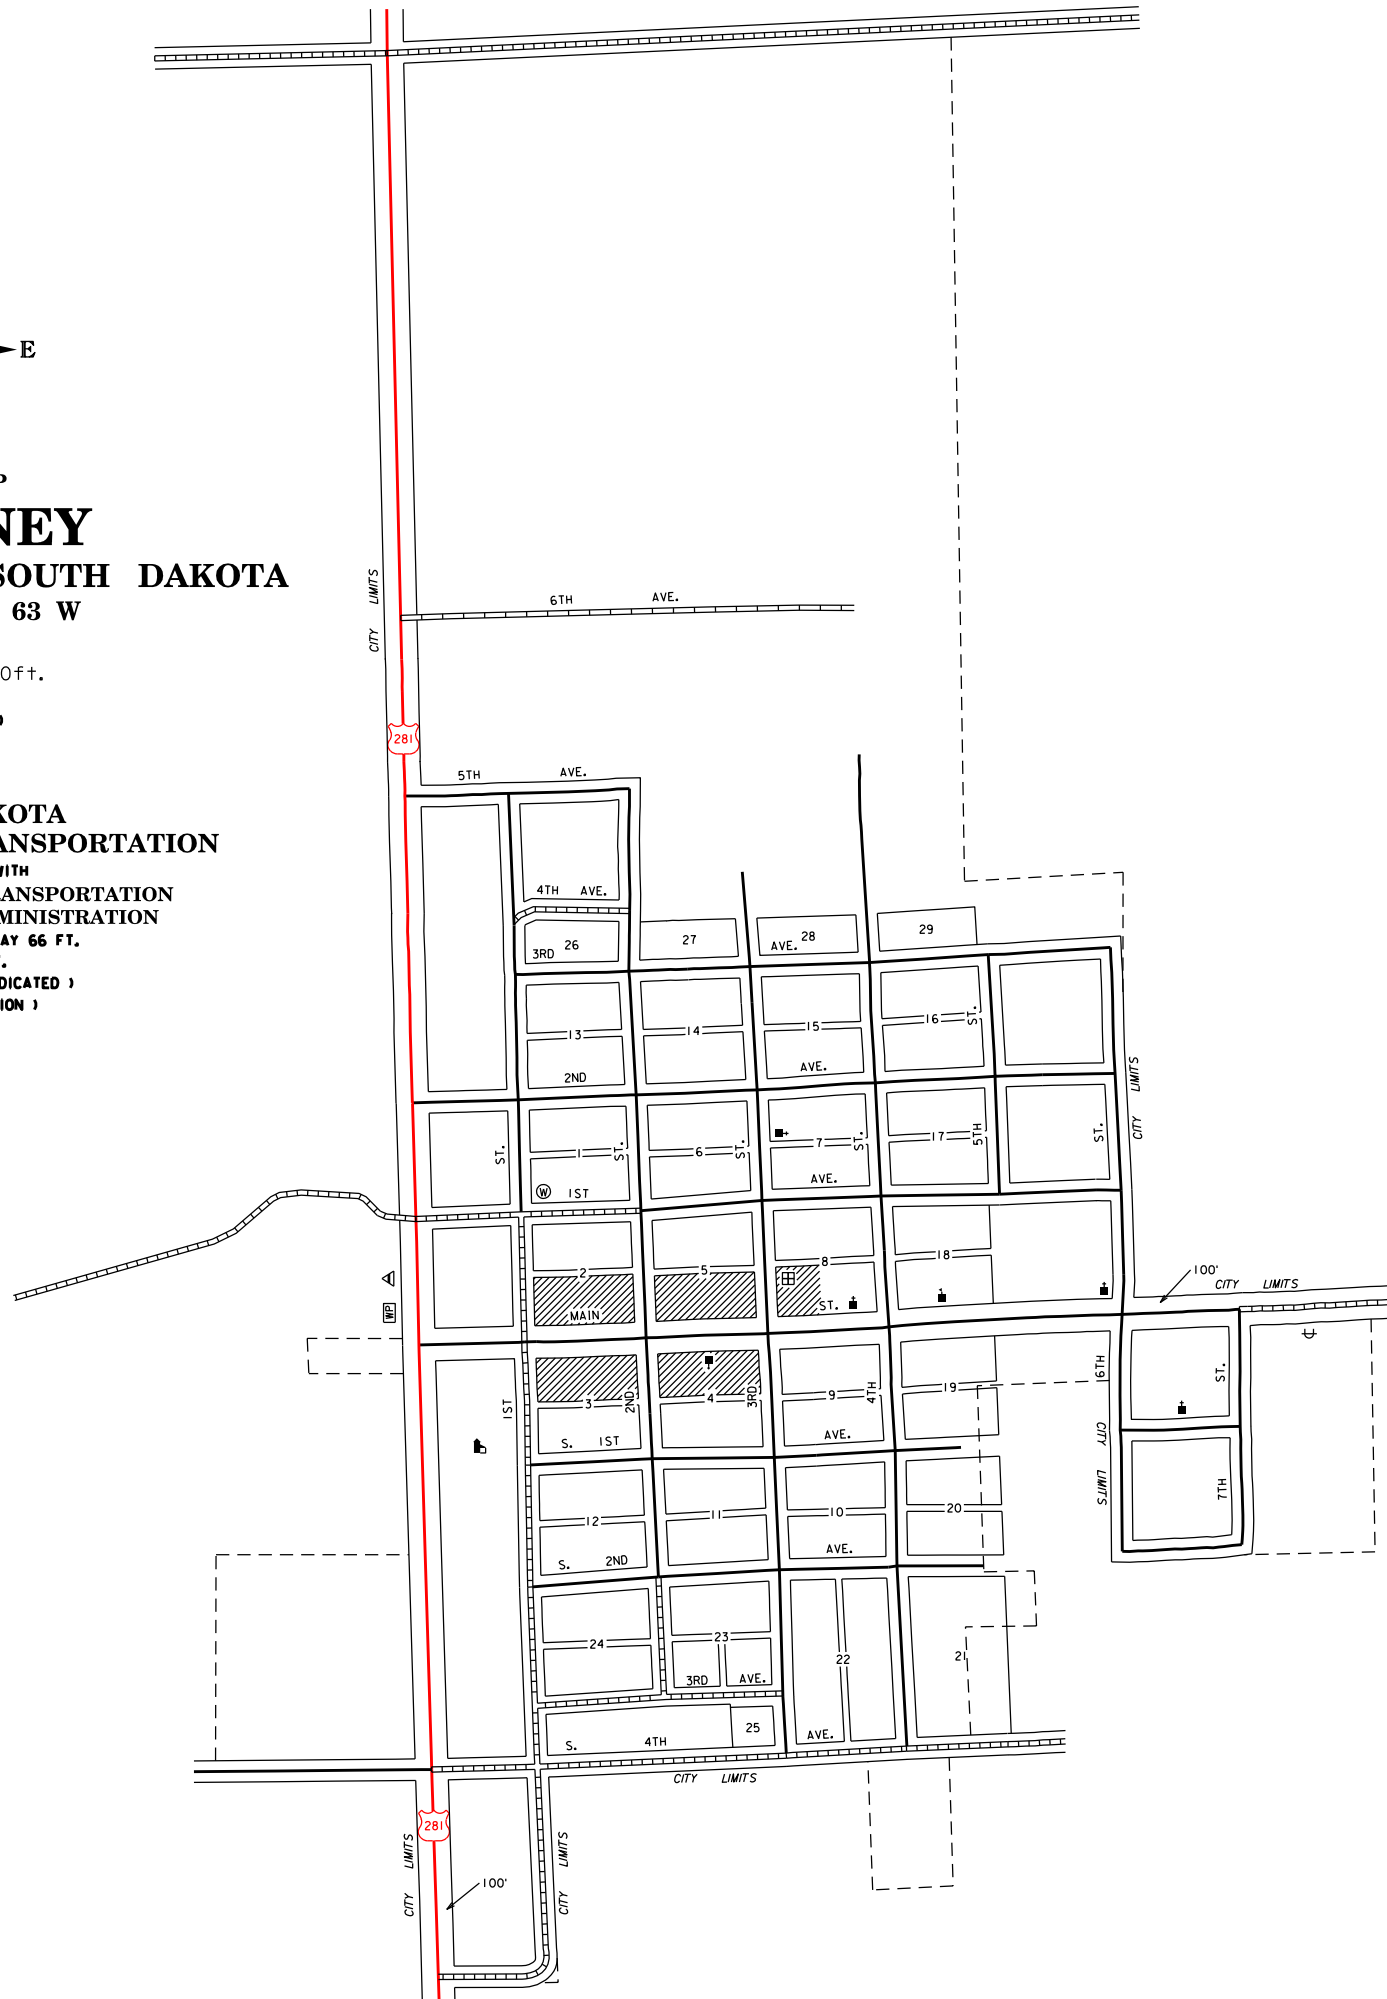 E
P
NEY
SOUTH DAKOTA
63 W
0ft.
)
KOTA
ANSPORTATION
WITH
RANSPORTATION
MINISTRATION
AY 66 FT.
.
DICATED )
ION )
CITY LIMITS
6TH AVE.
281
5TH AVE.
4TH AVE.
26
27
28
29
3RD AVE.
13
14
15
16
ST.
2ND AVE.
CITY LIMITS
ST.
1
ST.
6
ST.
7
ST.
17
5TH
ST.
W
1ST AVE.
2
5
8
18
100'
CITY LIMITS
WP
MAIN ST.
1ST
3
2ND
4
3RD
9
4TH
19
6TH
ST.
S. 1ST AVE.
CITY LIMITS
7TH
12
11
10
20
S. 2ND AVE.
24
23
22
21
3RD AVE.
25
S. 4TH AVE.
CITY LIMITS
281
CITY LIMITS
CITY LIMITS
100'